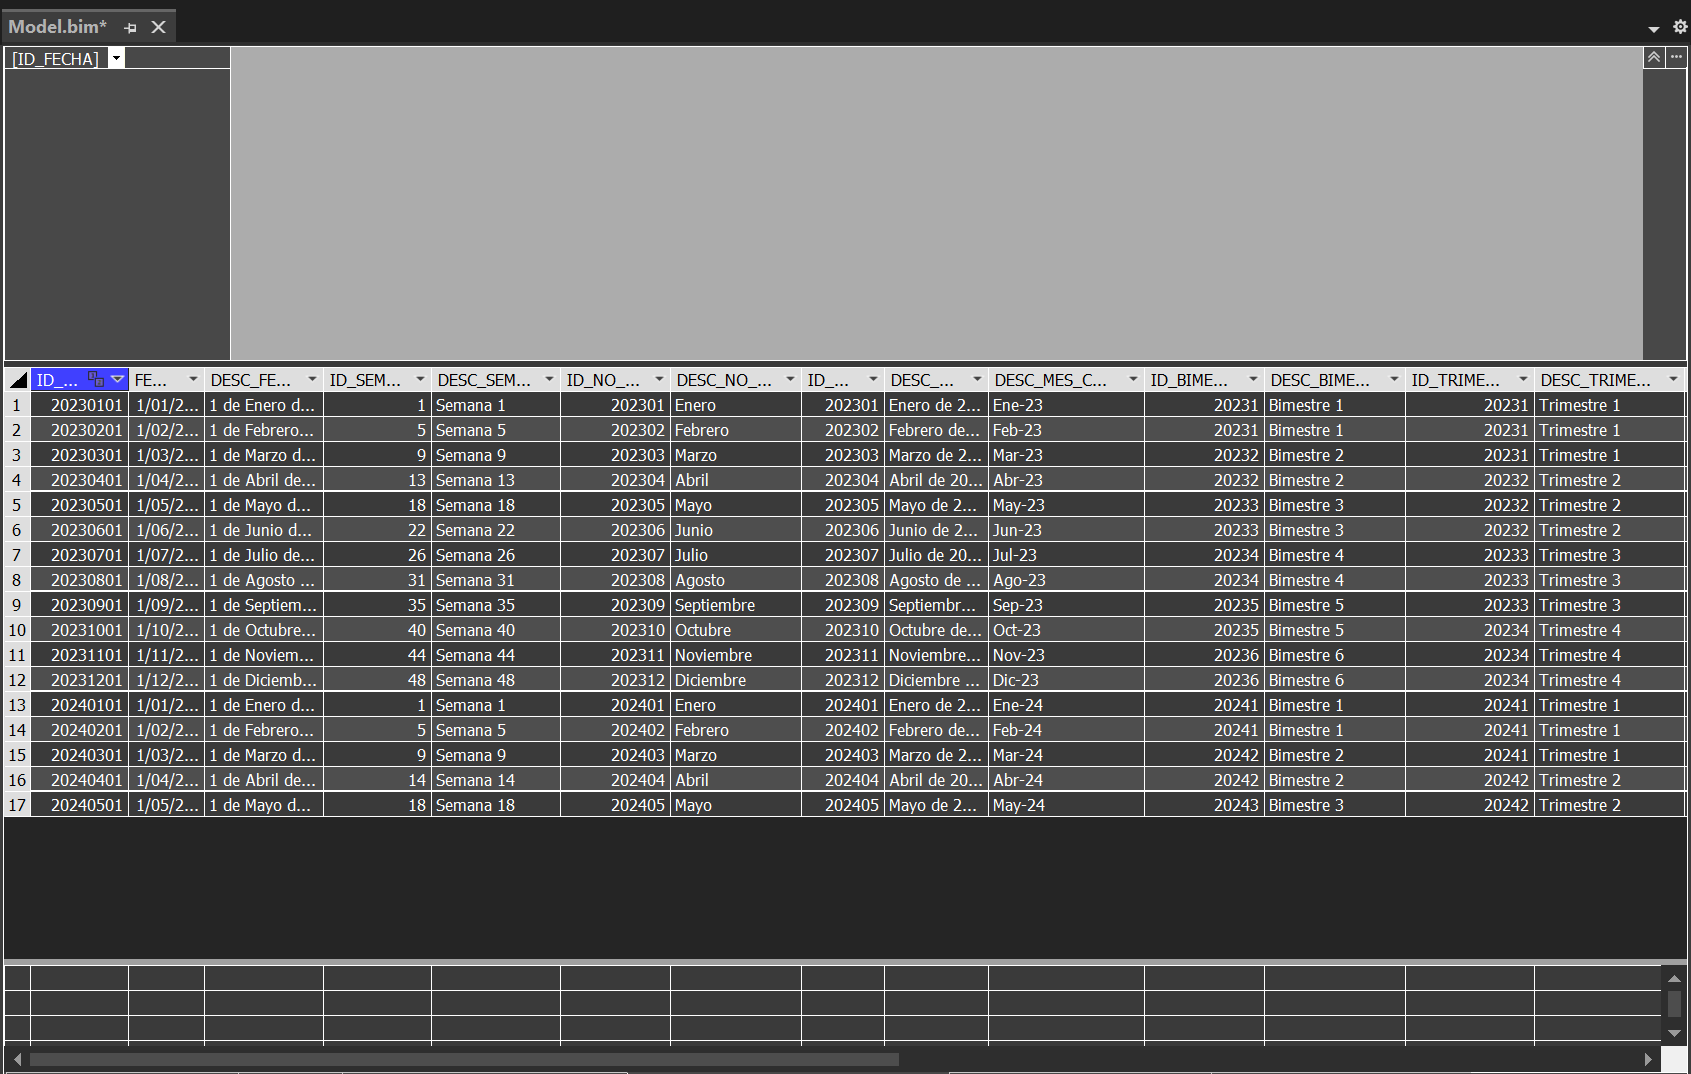 Model.bim*
[ID_FECHA]
ID_... FE... DESC_FE... ID_SEM... DESC_SEM... ID_NO_... DESC_NO_... ID_... DESC_... DESC_MES_C... ID_BIME... DESC_BIME... ID_TRIME... DESC_TRIME...
1 20230101 1/01/2... 1 de Enero d... 1 Semana 1 202301 Enero 202301 Enero de 2... Ene-23 20231 Bimestre 1 20231 Trimestre 1
2 20230201 1/02/2... 1 de Febrero... 5 Semana 5 202302 Febrero 202302 Febrero de... Feb-23 20231 Bimestre 1 20231 Trimestre 1
3 20230301 1/03/2... 1 de Marzo d... 9 Semana 9 202303 Marzo 202303 Marzo de 2... Mar-23 20232 Bimestre 2 20231 Trimestre 1
4 20230401 1/04/2... 1 de Abril de... 13 Semana 13 202304 Abril 202304 Abril de 20... Abr-23 20232 Bimestre 2 20232 Trimestre 2
5 20230501 1/05/2... 1 de Mayo d... 18 Semana 18 202305 Mayo 202305 Mayo de 2... May-23 20233 Bimestre 3 20232 Trimestre 2
6 20230601 1/06/2... 1 de Junio d... 22 Semana 22 202306 Junio 202306 Junio de 2... Jun-23 20233 Bimestre 3 20232 Trimestre 2
7 20230701 1/07/2... 1 de Julio de... 26 Semana 26 202307 Julio 202307 Julio de 20... Jul-23 20234 Bimestre 4 20233 Trimestre 3
8 20230801 1/08/2... 1 de Agosto ... 31 Semana 31 202308 Agosto 202308 Agosto de ... Ago-23 20234 Bimestre 4 20233 Trimestre 3
9 20230901 1/09/2... 1 de Septiem... 35 Semana 35 202309 Septiembre 202309 Septiembr... Sep-23 20235 Bimestre 5 20233 Trimestre 3
10 20231001 1/10/2... 1 de Octubre... 40 Semana 40 202310 Octubre 202310 Octubre de... Oct-23 20235 Bimestre 5 20234 Trimestre 4
11 20231101 1/11/2... 1 de Noviem... 44 Semana 44 202311 Noviembre 202311 Noviembre... Nov-23 20236 Bimestre 6 20234 Trimestre 4
12 20231201 1/12/2... 1 de Diciemb... 48 Semana 48 202312 Diciembre 202312 Diciembre ... Dic-23 20236 Bimestre 6 20234 Trimestre 4
13 20240101 1/01/2... 1 de Enero d... 1 Semana 1 202401 Enero 202401 Enero de 2... Ene-24 20241 Bimestre 1 20241 Trimestre 1
14 20240201 1/02/2... 1 de Febrero... 5 Semana 5 202402 Febrero 202402 Febrero de... Feb-24 20241 Bimestre 1 20241 Trimestre 1
15 20240301 1/03/2... 1 de Marzo d... 9 Semana 9 202403 Marzo 202403 Marzo de 2... Mar-24 20242 Bimestre 2 20241 Trimestre 1
16 20240401 1/04/2... 1 de Abril de... 14 Semana 14 202404 Abril 202404 Abril de 20... Abr-24 20242 Bimestre 2 20242 Trimestre 2
17 20240501 1/05/2... 1 de Mayo d... 18 Semana 18 202405 Mayo 202405 Mayo de 2... May-24 20243 Bimestre 3 20242 Trimestre 2